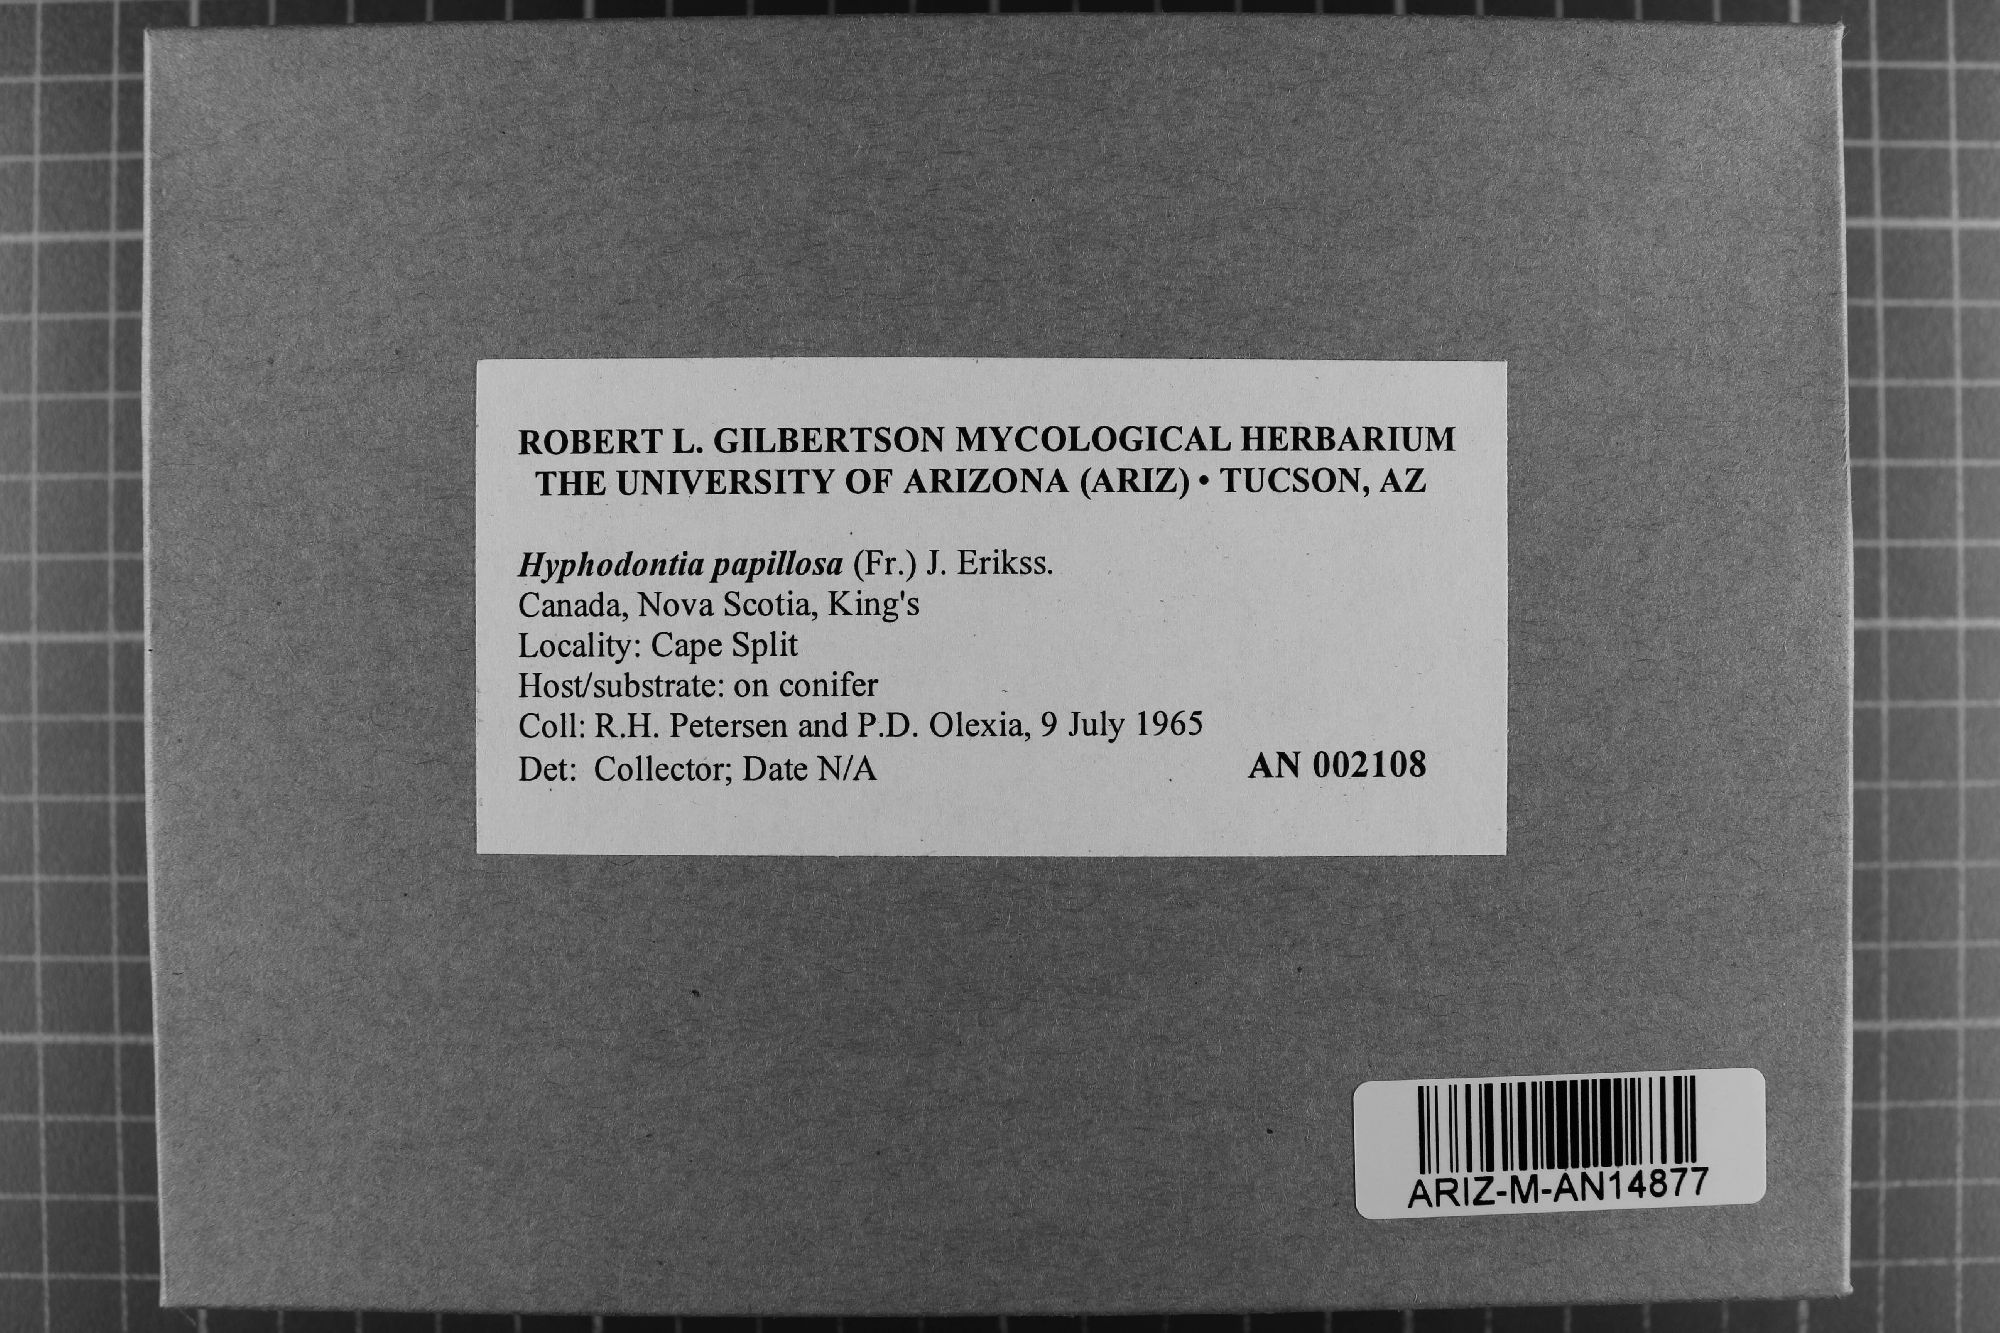 ROBERT L. GILBERTSON MYCOLOGICAL HERBARIUM
THE UNIVERSITY OF ARIZONA (ARIZ) • TUCSON, AZ
Hyphodontia papillosa (Fr.) J. Erikss.
Canada, Nova Scotia, King's
Locality: Cape Split
Host/substrate: on conifer
Coll: R.H. Petersen and P.D. Olexia, 9 July 1965
Det: Collector; Date N/A AN 002108
ARIZ-M-AN14877